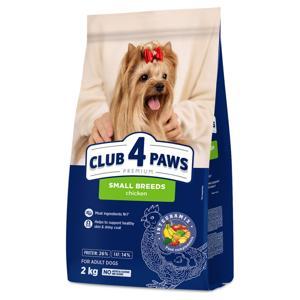 CLUB 4 PAWS
PREMIUM
SMALL BREEDS
chicken
Meat ingredients №1
Helps to support healthy
skin & shiny coat
PROTEIN: 26% FAT: 14%
FOR ADULT DOGS
2 kg
NO